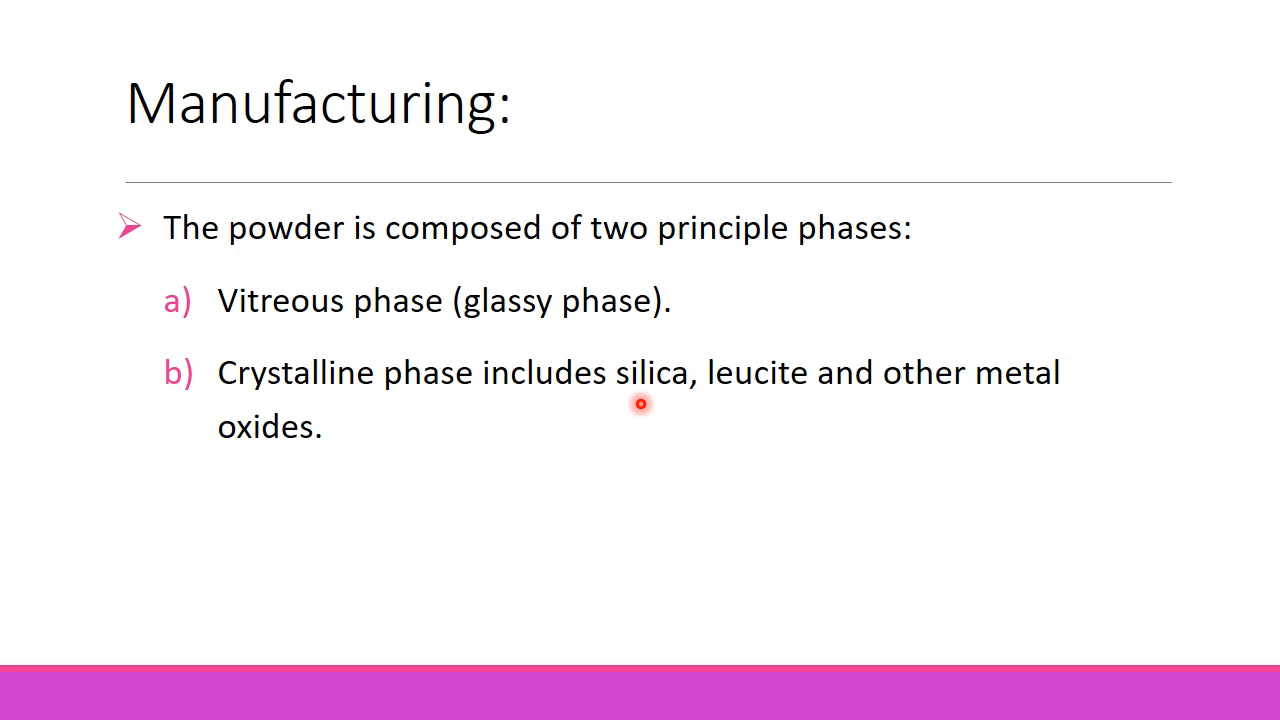 Manufacturing:
The powder is composed of two principle phases:
a) Vitreous phase (glassy phase).
b) Crystalline phase includes silica, leucite and other metal
oxides.